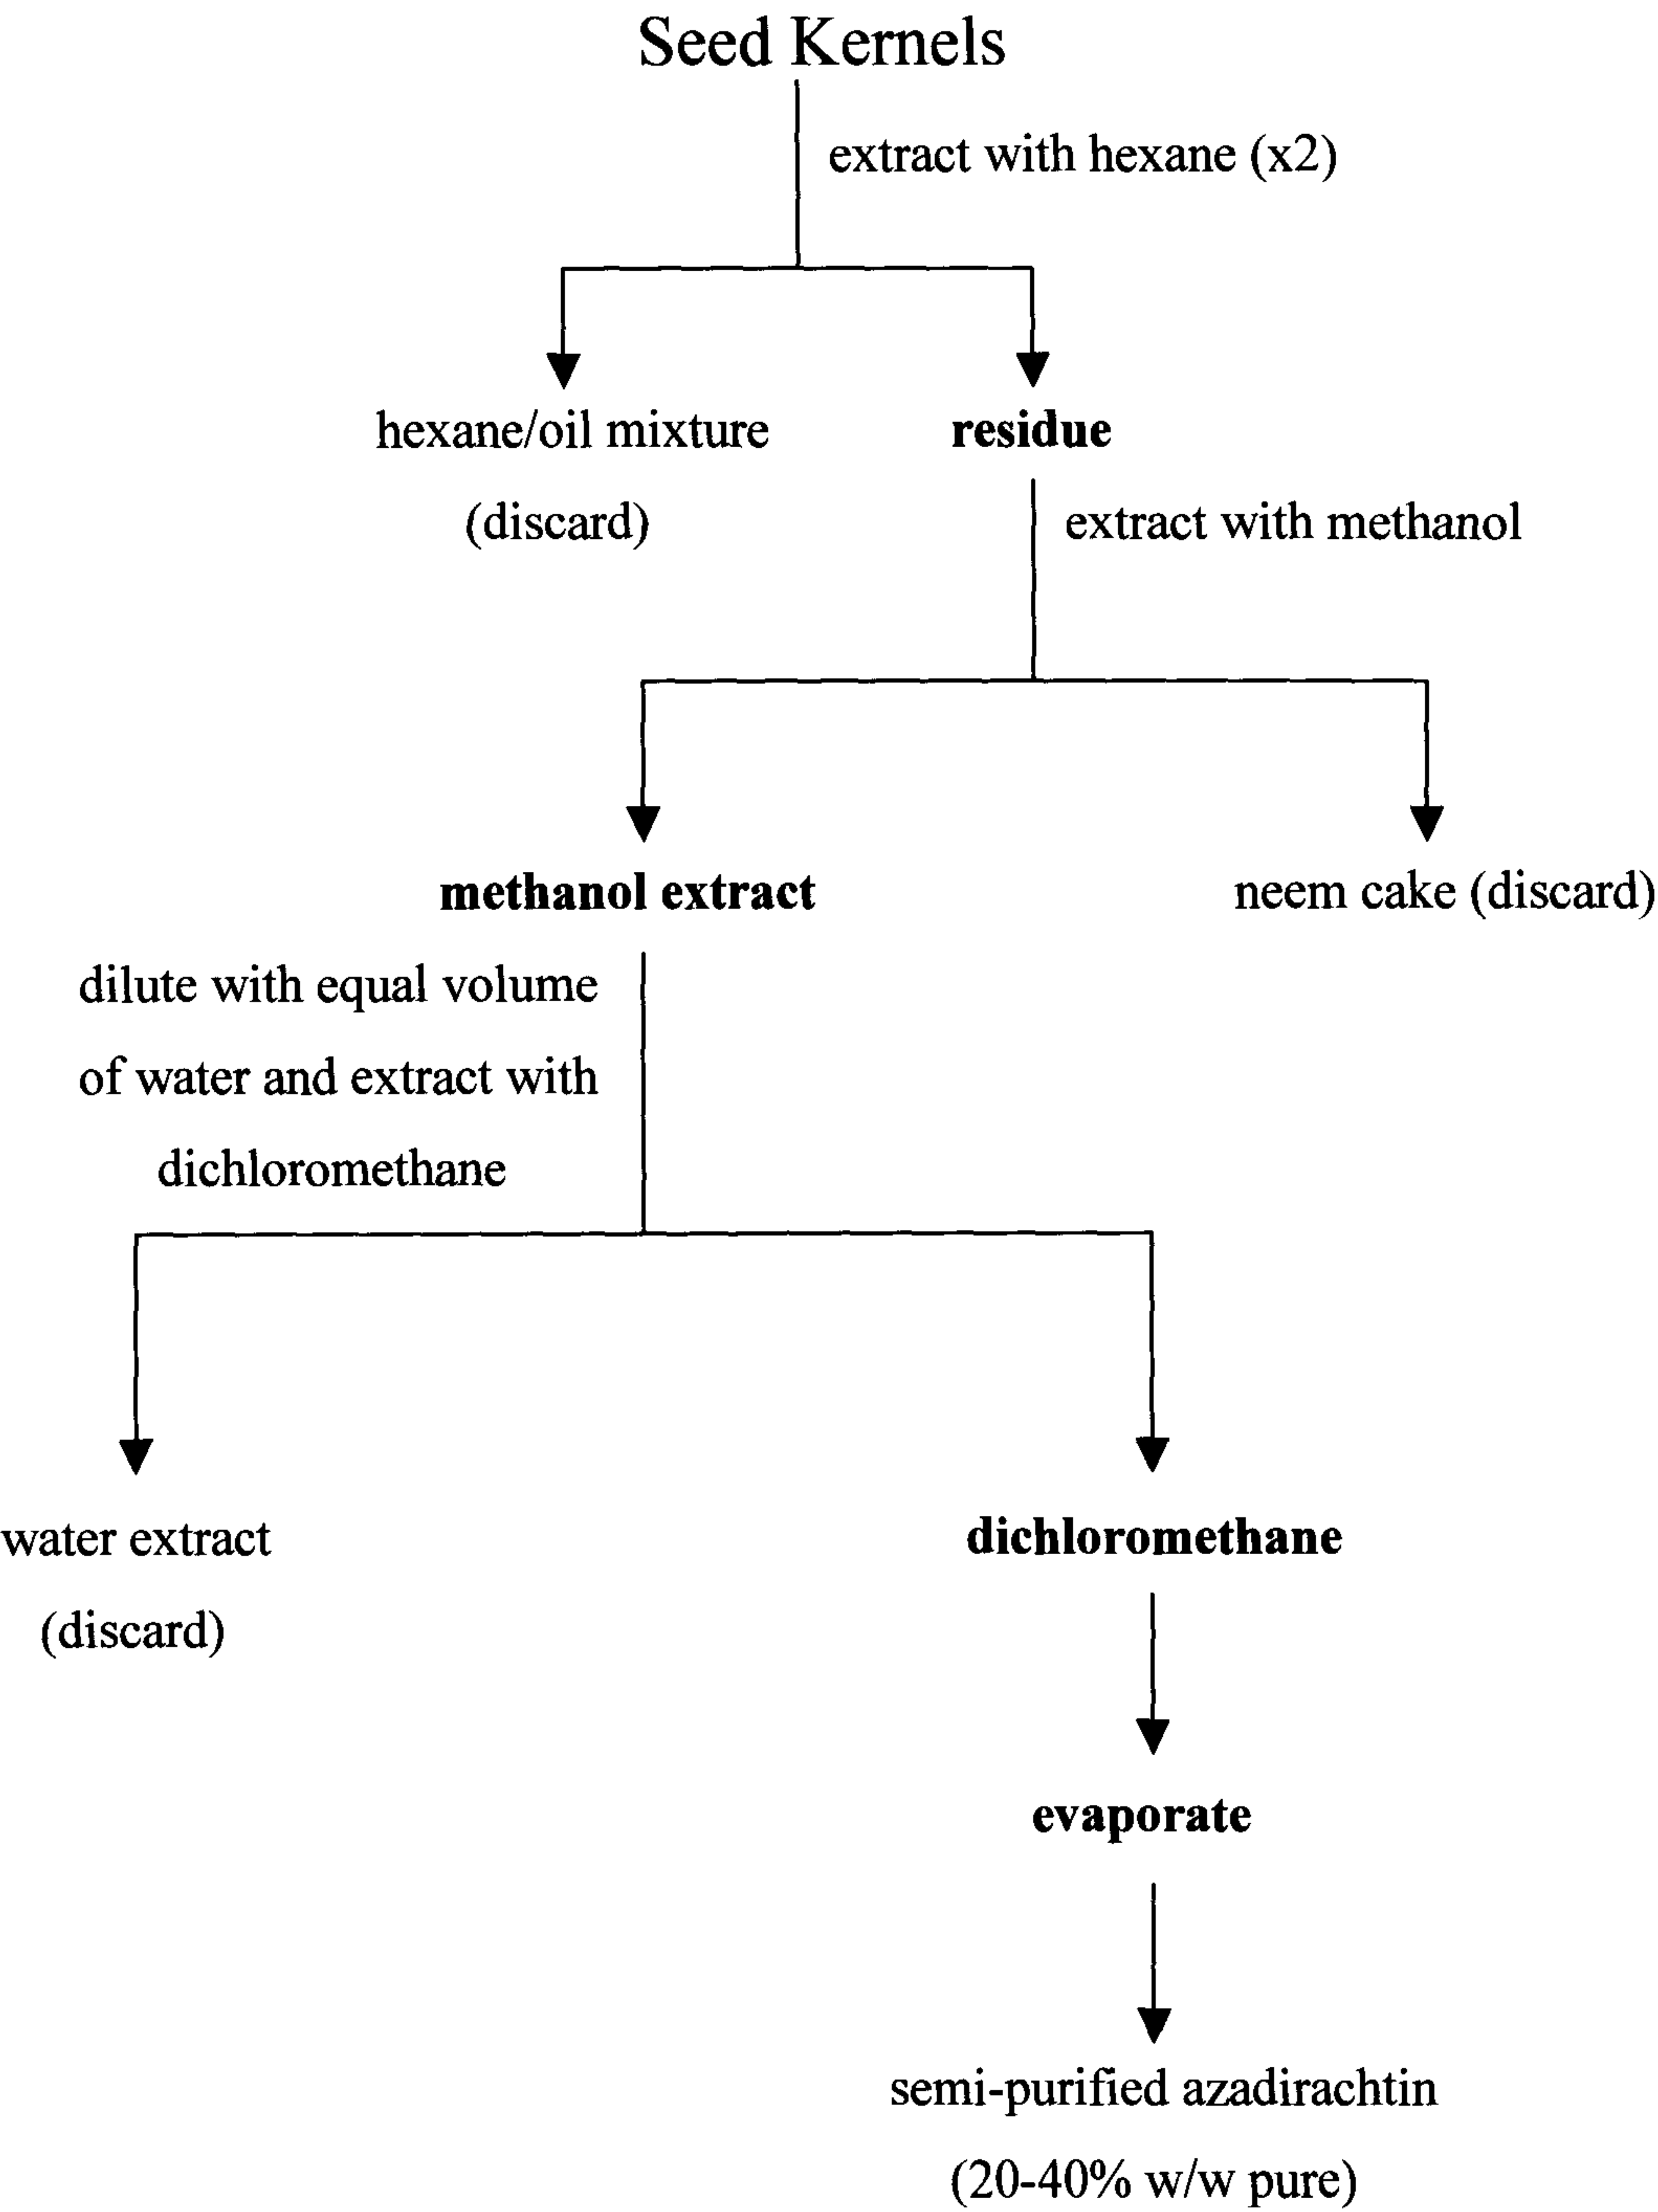 Seed Kernels
extract with hexane (x2)
hexane/oil mixture
(discard)
residue
extract with methanol
methanol extract
neem cake (discard)
dilute with equal volume
of water and extract with
dichloromethane
water extract
(discard)
dichloromethane
evaporate
semi-purified azadirachtin
(20-40% w/w pure)